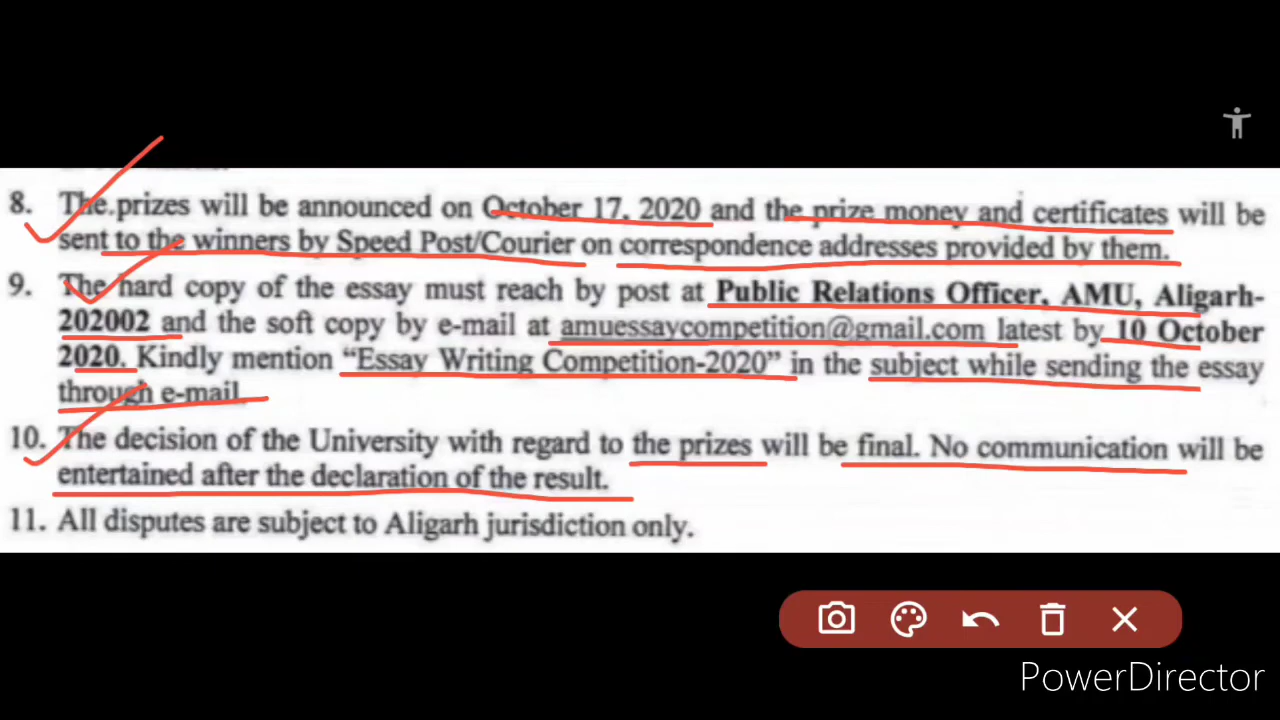 8. The prizes will be announced on October 17, 2020 and the prize money and certificates will be
sent to the winners by Speed Post/Courier on correspondence addresses provided by them.
9. The hard copy of the essay must reach by post at Public Relations Officer, AMU, Aligarh-
202002 and the soft copy by e-mail at amuessaycompetition@gmail.com latest by 10 October
2020. Kindly mention “Essay Writing Competition-2020” in the subject while sending the essay
through e-mail
10. The decision of the University with regard to the prizes will be final. No communication will be
entertained after the declaration of the result.
11. All disputes are subject to Aligarh jurisdiction only.
PowerDirector